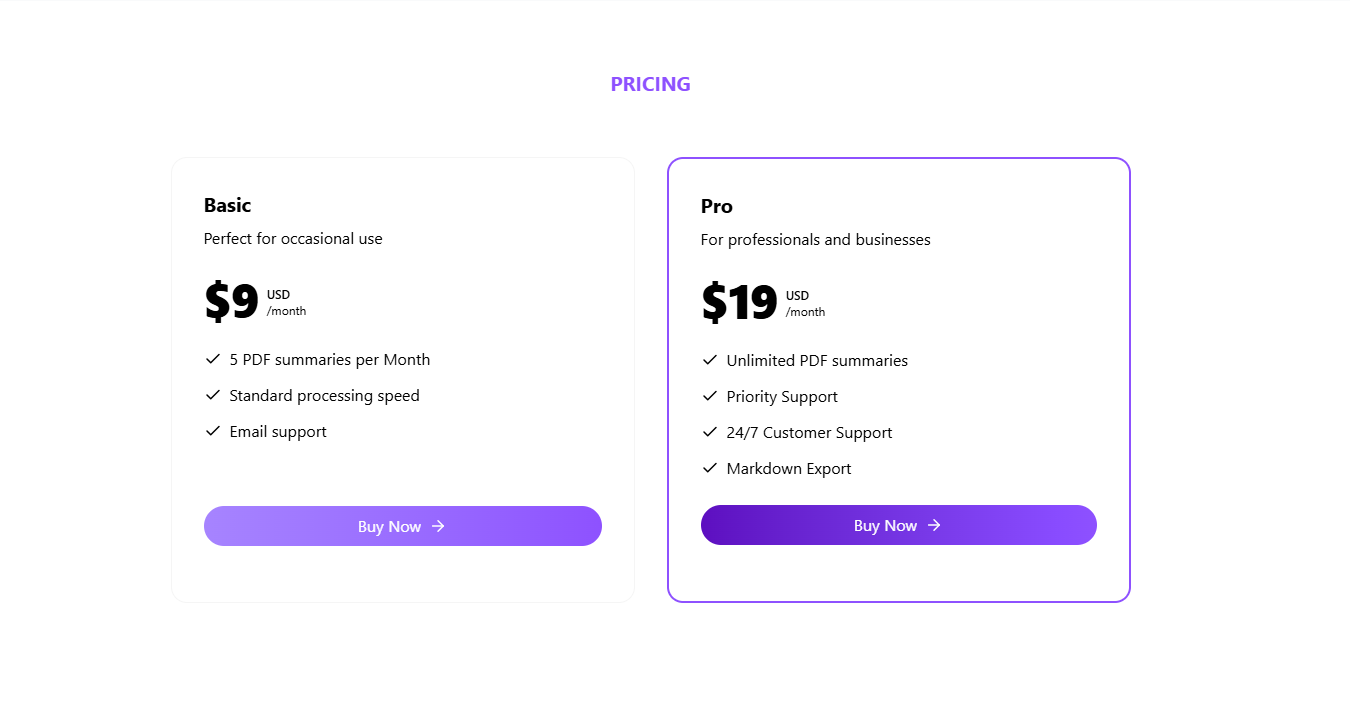 PRICING
Basic
Perfect for occasional use
$9 USD
/month
5 PDF summaries per Month
Standard processing speed
Email support
Buy Now
Pro
For professionals and businesses
$19 USD
/month
Unlimited PDF summaries
Priority Support
24/7 Customer Support
Markdown Export
Buy Now